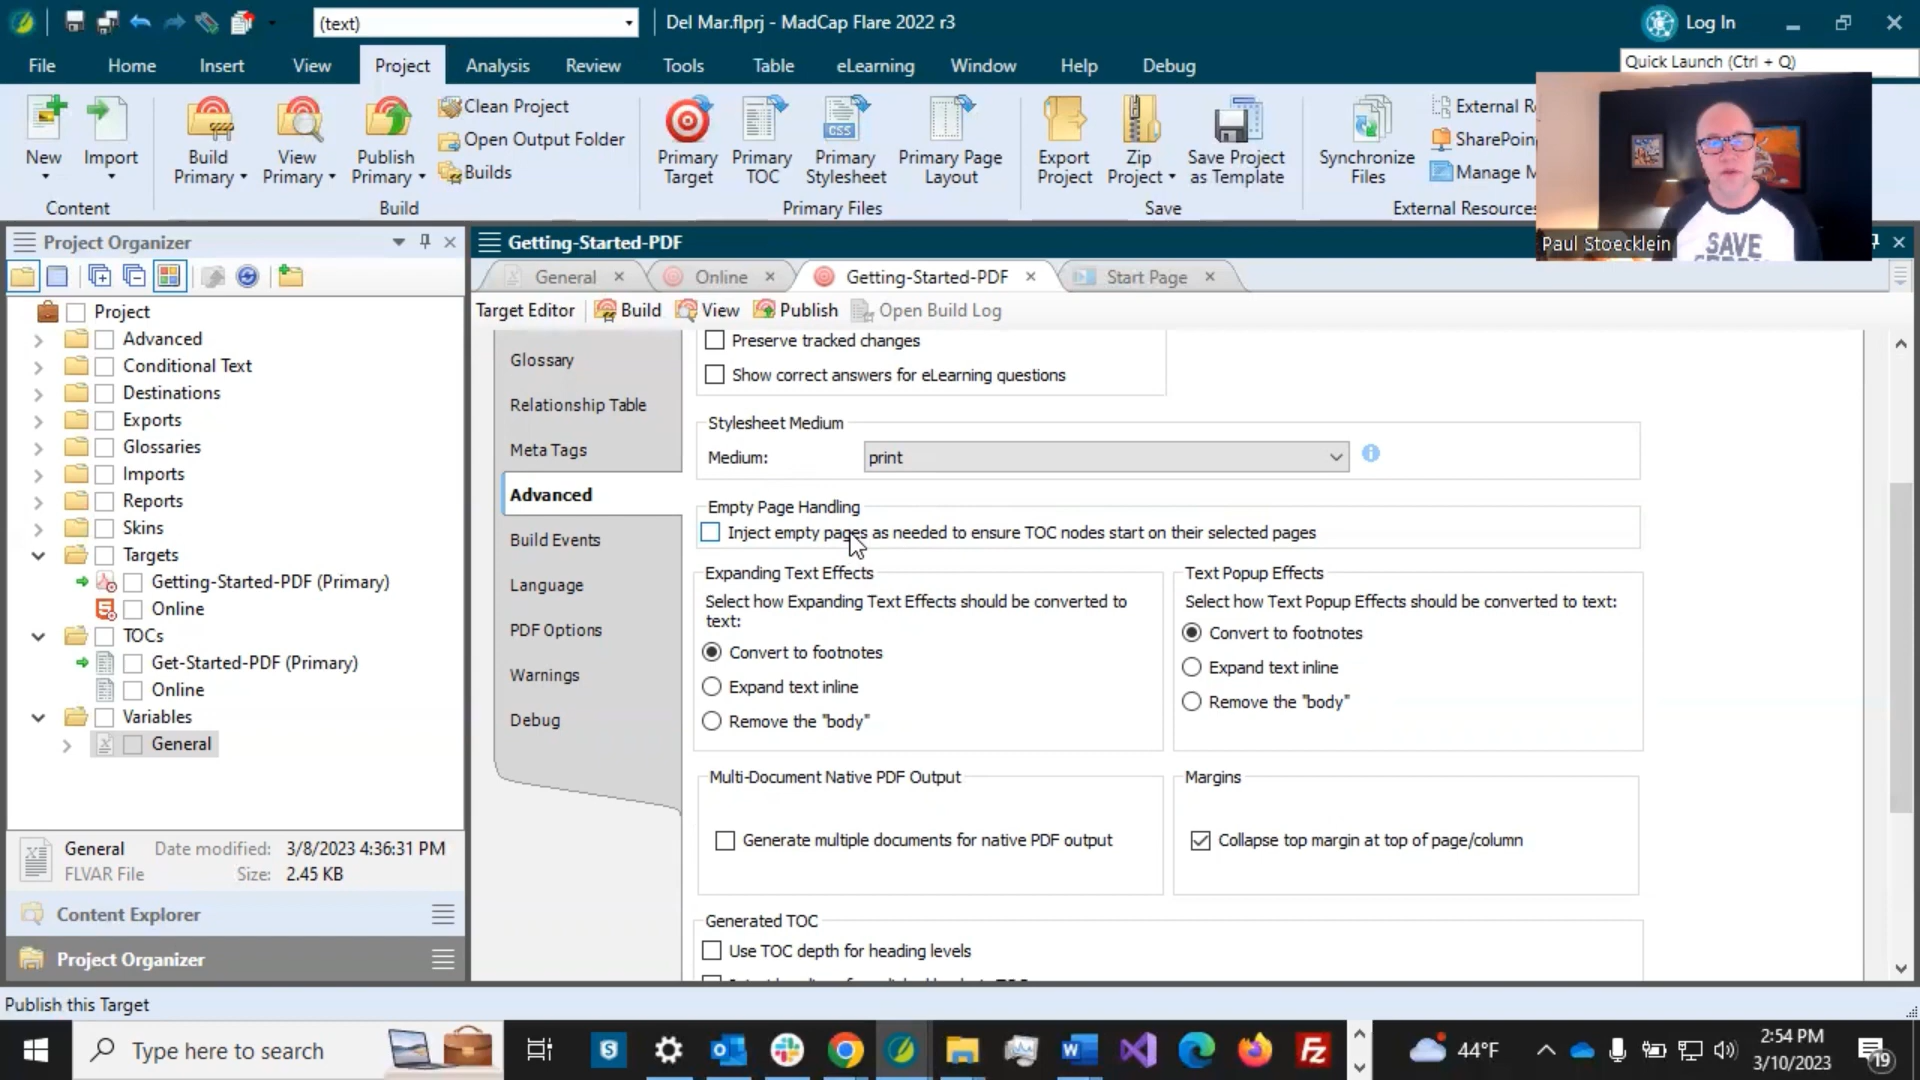 (text)
Del Mar.flprj - MadCap Flare 2022 r3
Log In
File
Home
Insert
View
Project
Analysis
Review
Tools
Table
eLearning
Window
Help
Debug
Quick Launch (Ctrl + Q)
New
Import
Content
Build Primary
View Primary
Publish Primary
Clean Project
Open Output Folder
Builds
Build
Primary Target
Primary TOC
Primary Stylesheet
Primary Page Layout
Primary Files
Export Project
Zip Project
Save Project as Template
Save
Synchronize Files
External R
SharePoin
Manage M
External Resources
Paul Stoecklein
SAVE
Project Organizer
Project
Advanced
Conditional Text
Destinations
Exports
Glossaries
Imports
Reports
Skins
Targets
Getting-Started-PDF (Primary)
Online
TOCs
Get-Started-PDF (Primary)
Online
Variables
General
General
Date modified: 3/8/2023 4:36:31 PM
FLVAR File
Size: 2.45 KB
Content Explorer
Project Organizer
Getting-Started-PDF
General
Online
Getting-Started-PDF
Start Page
Target Editor
Build
View
Publish
Open Build Log
Glossary
Relationship Table
Meta Tags
Advanced
Build Events
Language
PDF Options
Warnings
Debug
Preserve tracked changes
Show correct answers for eLearning questions
Stylesheet Medium
Medium: print
Empty Page Handling
Inject empty pages as needed to ensure TOC nodes start on their selected pages
Expanding Text Effects
Select how Expanding Text Effects should be converted to
text:
Convert to footnotes
Expand text inline
Remove the "body"
Text Popup Effects
Select how Text Popup Effects should be converted to text:
Convert to footnotes
Expand text inline
Remove the "body"
Multi-Document Native PDF Output
Generate multiple documents for native PDF output
Margins
Collapse top margin at top of page/column
Generated TOC
Use TOC depth for heading levels
Publish this Target
Type here to search
44°F
2:54 PM
3/10/2023
19